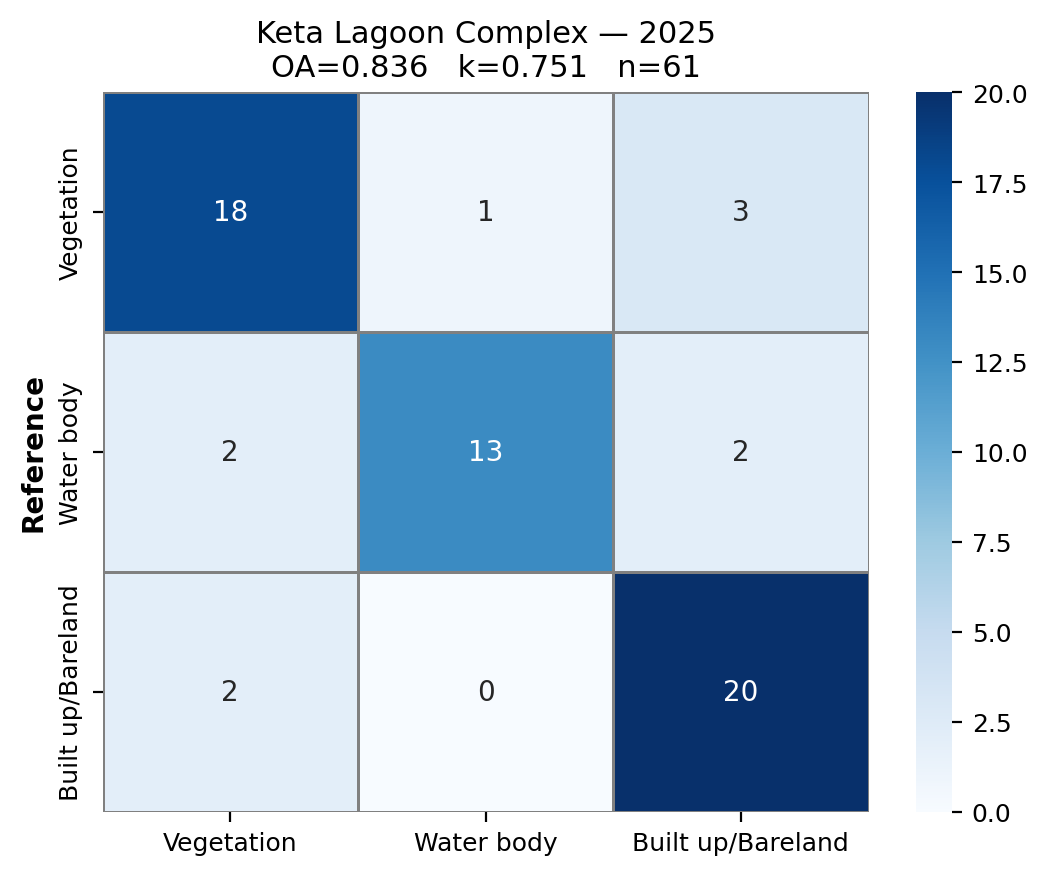 Keta Lagoon Complex — 2025
OA=0.836 k=0.751 n=61
Reference
Vegetation
18 1 3
Water body
2 13 2
Built up/Bareland
2 0 20
Vegetation Water body Built up/Bareland
20.0
17.5
15.0
12.5
10.0
7.5
5.0
2.5
0.0